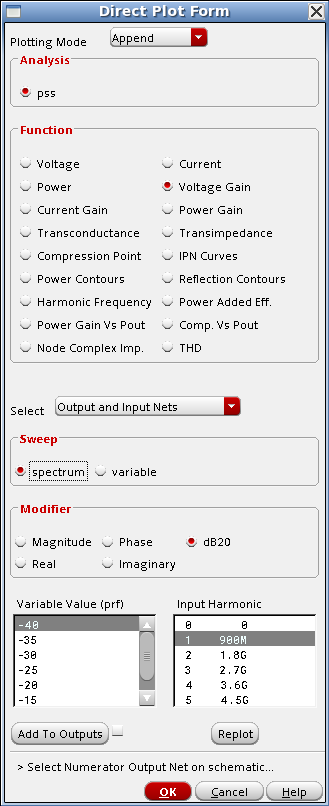 Direct Plot Form
Plotting Mode Append
Analysis
pss
Function
Voltage Current
Power Voltage Gain
Current Gain Power Gain
Transconductance Transimpedance
Compression Point IPN Curves
Power Contours Reflection Contours
Harmonic Frequency Power Added Eff.
Power Gain Vs Pout Comp. Vs Pout
Node Complex Imp. THD
Select Output and Input Nets
Sweep
spectrum variable
Modifier
Magnitude Phase dB20
Real Imaginary
Variable Value (prf) Input Harmonic
-40 0 0
-35 1 900M
-30 2 1.8G
-25 3 2.7G
-20 4 3.6G
-15 5 4.5G
Add To Outputs Replot
> Select Numerator Output Net on schematic...
OK Cancel Help